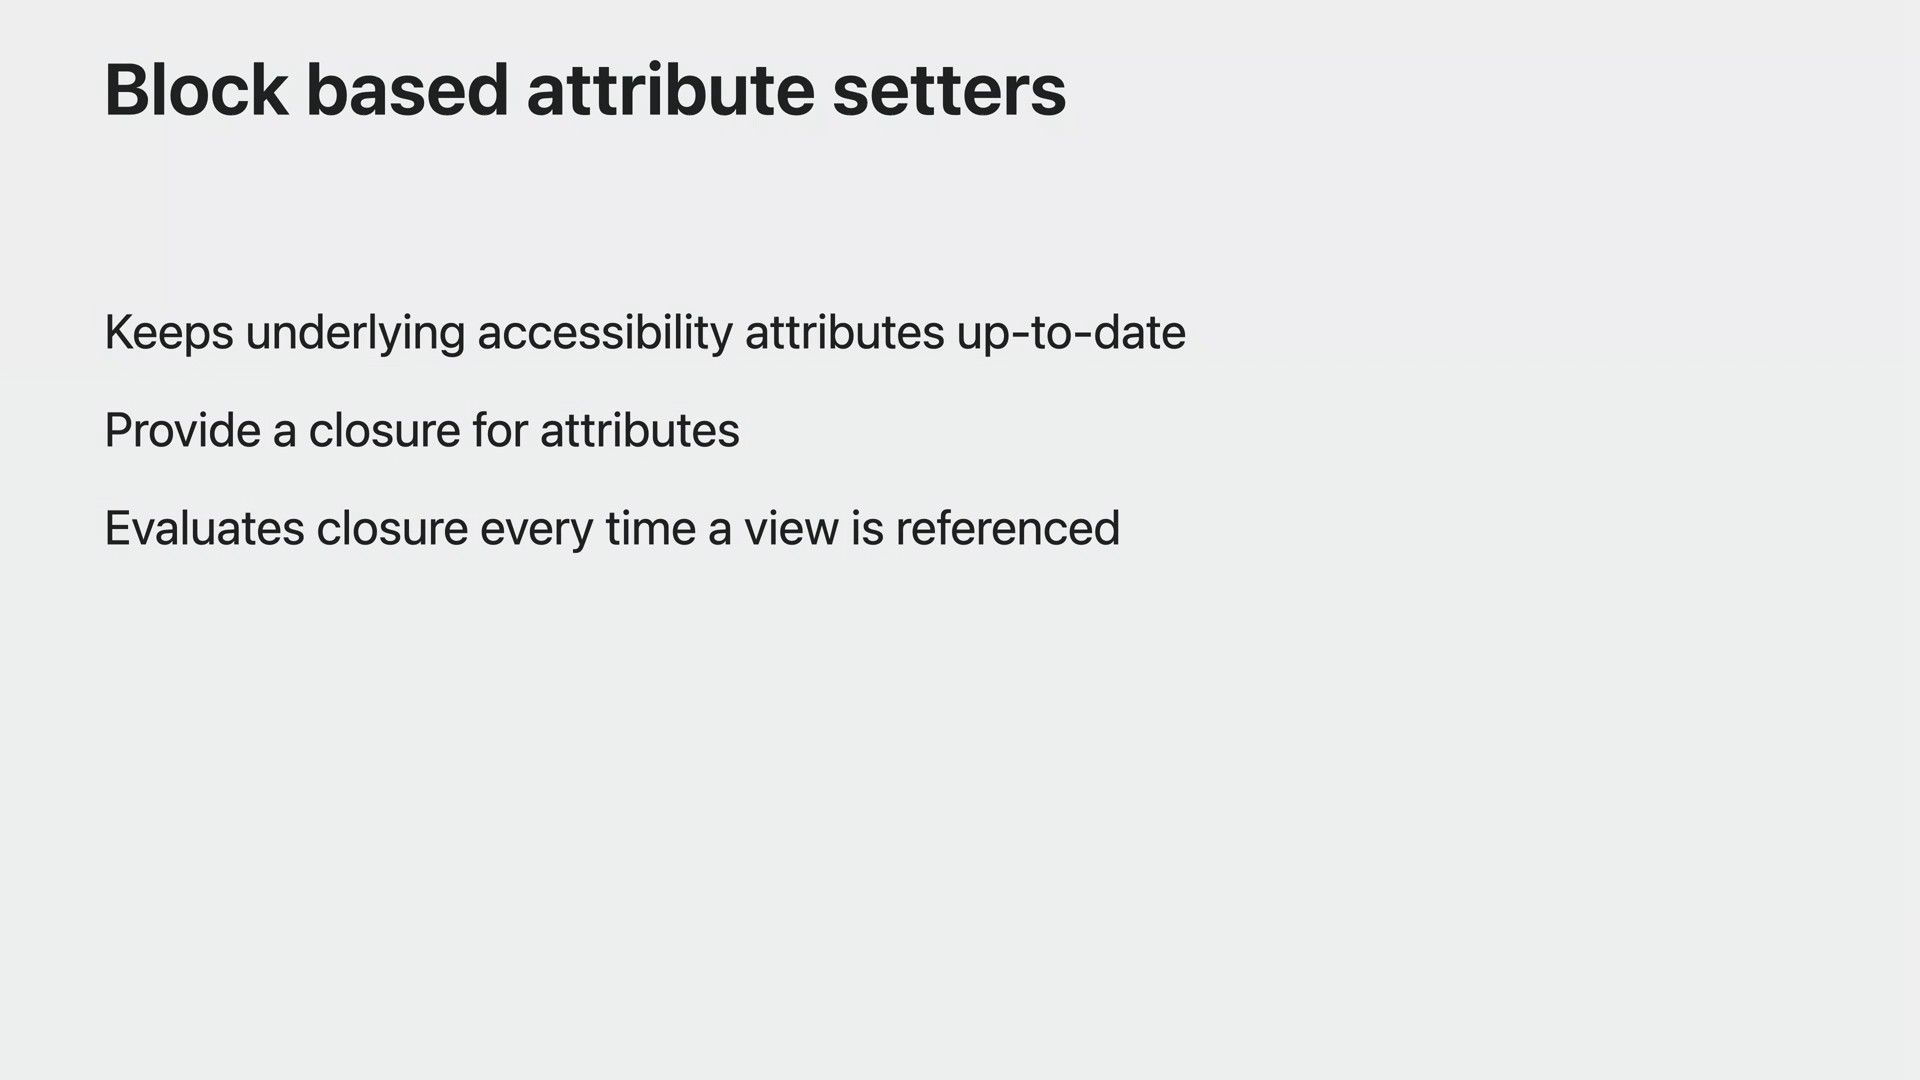 Block based attribute setters
Keeps underlying accessibility attributes up-to-date
Provide a closure for attributes
Evaluates closure every time a view is referenced